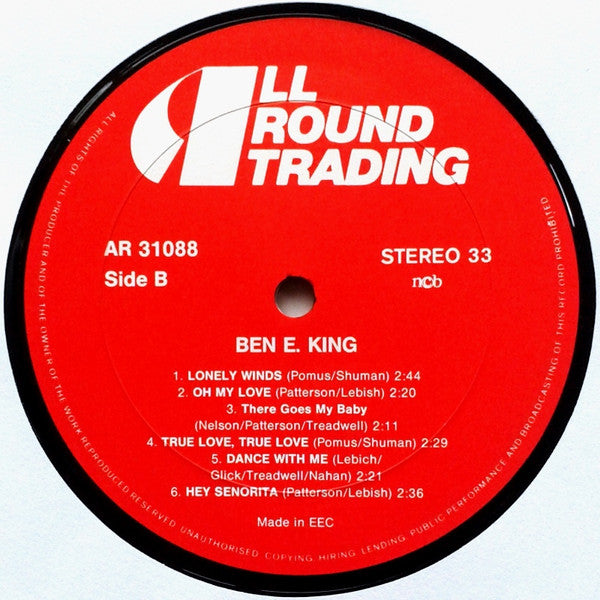 ALL
ROUND
TRADING
AR 31088
STEREO 33
Side B
ncb
BEN E. KING
1. LONELY WINDS (Pomus/Shuman) 2:44
2. OH MY LOVE (Patterson/Lebish) 2:20
3. There Goes My Baby
(Nelson/Patterson/Treadwell) 2:11
4. TRUE LOVE, TRUE LOVE (Pomus/Shuman) 2:29
5. DANCE WITH ME (Lebich/
Glick/Treadwell/Nahan) 2:21
6. HEY SENORITA (Patterson/Lebish) 2:36
Made in EEC
ALL RIGHTS OF THE PRODUCER AND OF THE OWNER OF THE WORK REPRODUCED RESERVED. UNAUTHORISED COPYING, HIRING, LENDING, PUBLIC PERFORMANCE AND BROADCASTING OF THIS RECORD PROHIBITED